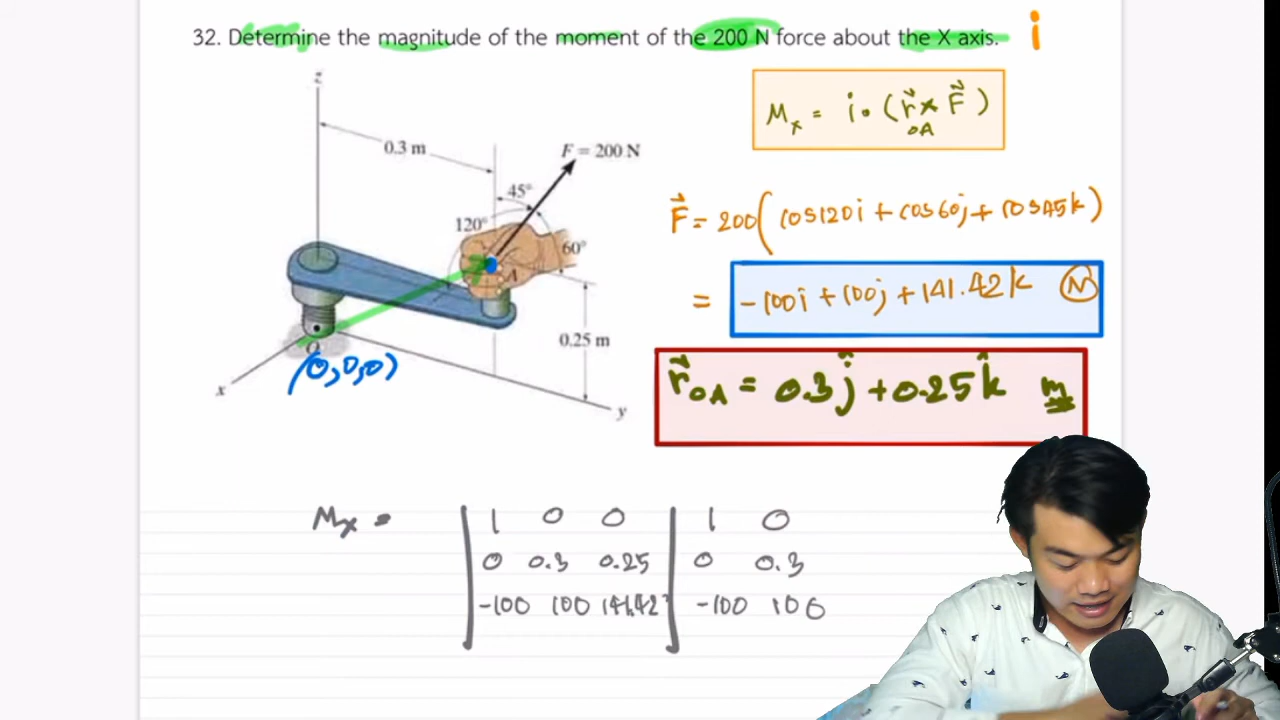 32. Determine the magnitude of the moment of the 200 N force about the X axis. i
z
0.3 m
F = 200 N
45°
120°
60°
A
0.25 m
O
(0,0,0)
x
y
Mx = i · (r⃗OA × F⃗)
F⃗ = 200(cos120i + cos60j + cos45k)
= -100i + 100j + 141.42k (N)
r⃗OA = 0.3ĵ + 0.25k̂ m
Mx = | 1 0 0 | 1 0
0 0.3 0.25 0 0.3
-100 100 141.42 -100 100